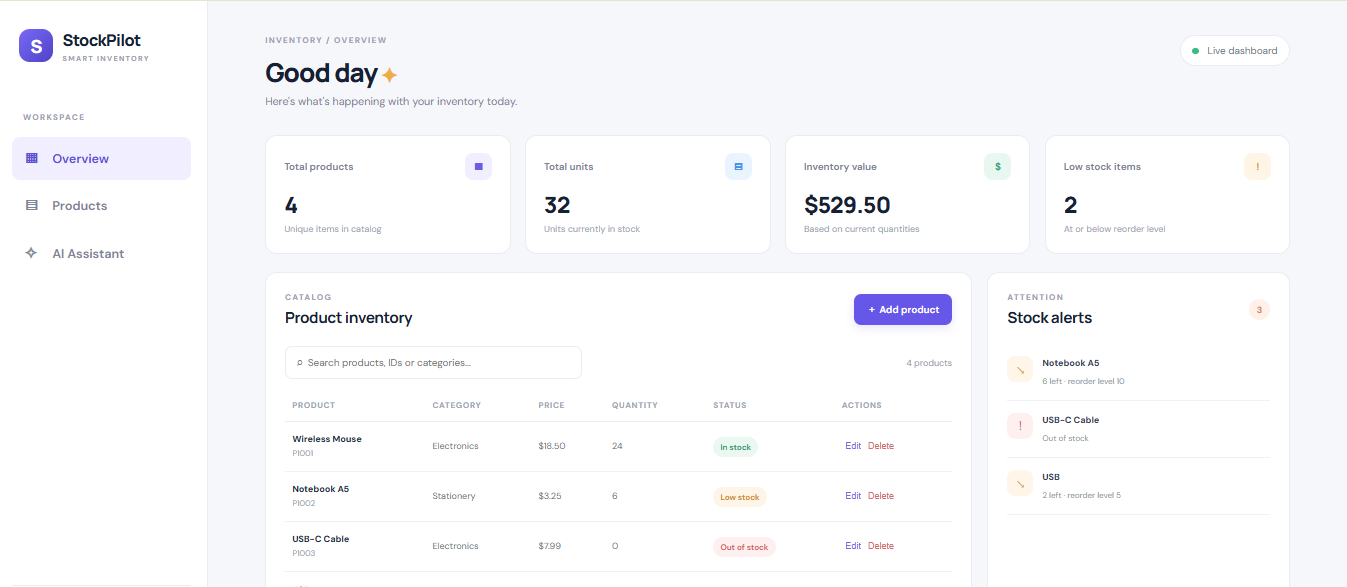 S StockPilot
SMART INVENTORY
WORKSPACE
Overview
Products
AI Assistant
INVENTORY / OVERVIEW
Good day
Here's what's happening with your inventory today.
Live dashboard
Total products
4
Unique items in catalog
Total units
32
Units currently in stock
Inventory value
$
$529.50
Based on current quantities
Low stock items
!
2
At or below reorder level
CATALOG
Product inventory
+ Add product
Search products, IDs or categories...
4 products
PRODUCT CATEGORY PRICE QUANTITY STATUS ACTIONS
Wireless Mouse
P1001
Electronics $18.50 24 In stock Edit Delete
Notebook A5
P1002
Stationery $3.25 6 Low stock Edit Delete
USB-C Cable
P1003
Electronics $7.99 0 Out of stock Edit Delete
ATTENTION
Stock alerts
3
Notebook A5
6 left · reorder level 10
!
USB-C Cable
Out of stock
USB
2 left · reorder level 5